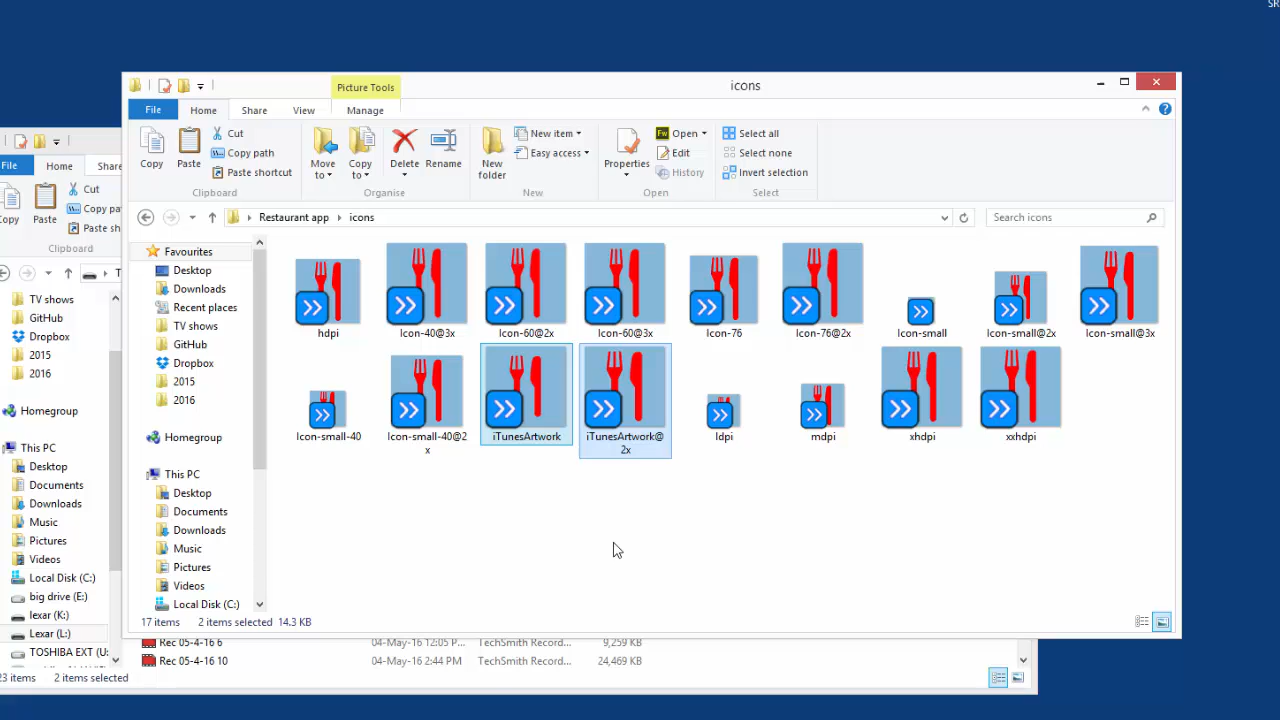 SR
Picture Tools
icons
File
Home
Share
View
Manage
Copy
Paste
Cut
Copy path
Paste shortcut
Clipboard
Move to
Copy to
Delete
Rename
Organise
New folder
New item
Easy access
New
Properties
Open
Edit
History
Open
Select all
Select none
Invert selection
Select
Restaurant app
icons
Search icons
Favourites
Desktop
Downloads
Recent places
TV shows
GitHub
Dropbox
2015
2016
Homegroup
This PC
Desktop
Documents
Downloads
Music
Pictures
Videos
Local Disk (C:)
hdpi
Icon-40@3x
Icon-60@2x
Icon-60@3x
Icon-76
Icon-76@2x
Icon-small
Icon-small@2x
Icon-small@3x
Icon-small-40
Icon-small-40@2
x
iTunesArtwork
iTunesArtwork@
2x
ldpi
mdpi
xhdpi
xxhdpi
17 items
2 items selected 14.3 KB
File
Home
Share
Copy
Paste
Cut
Copy pa
Paste sh
Clipboard
T
TV shows
GitHub
Dropbox
2015
2016
Homegroup
This PC
Desktop
Documents
Downloads
Music
Pictures
Videos
Local Disk (C:)
big drive (E:)
lexar (K:)
Lexar (L:)
TOSHIBA EXT (U:
Rec 05-4-16 6
04-May-16 12:05 P...
TechSmith Record...
9,259 KB
Rec 05-4-16 10
04-May-16 2:44 PM
TechSmith Record...
24,469 KB
23 items
2 items selected